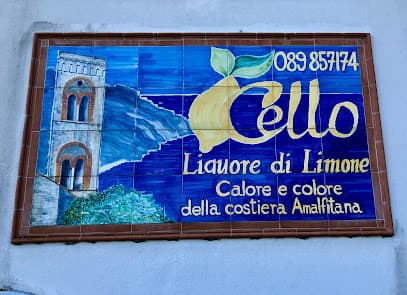 089 857174
Cello
Liquore di Limone
Calore e colore
della costiera Amalfitana